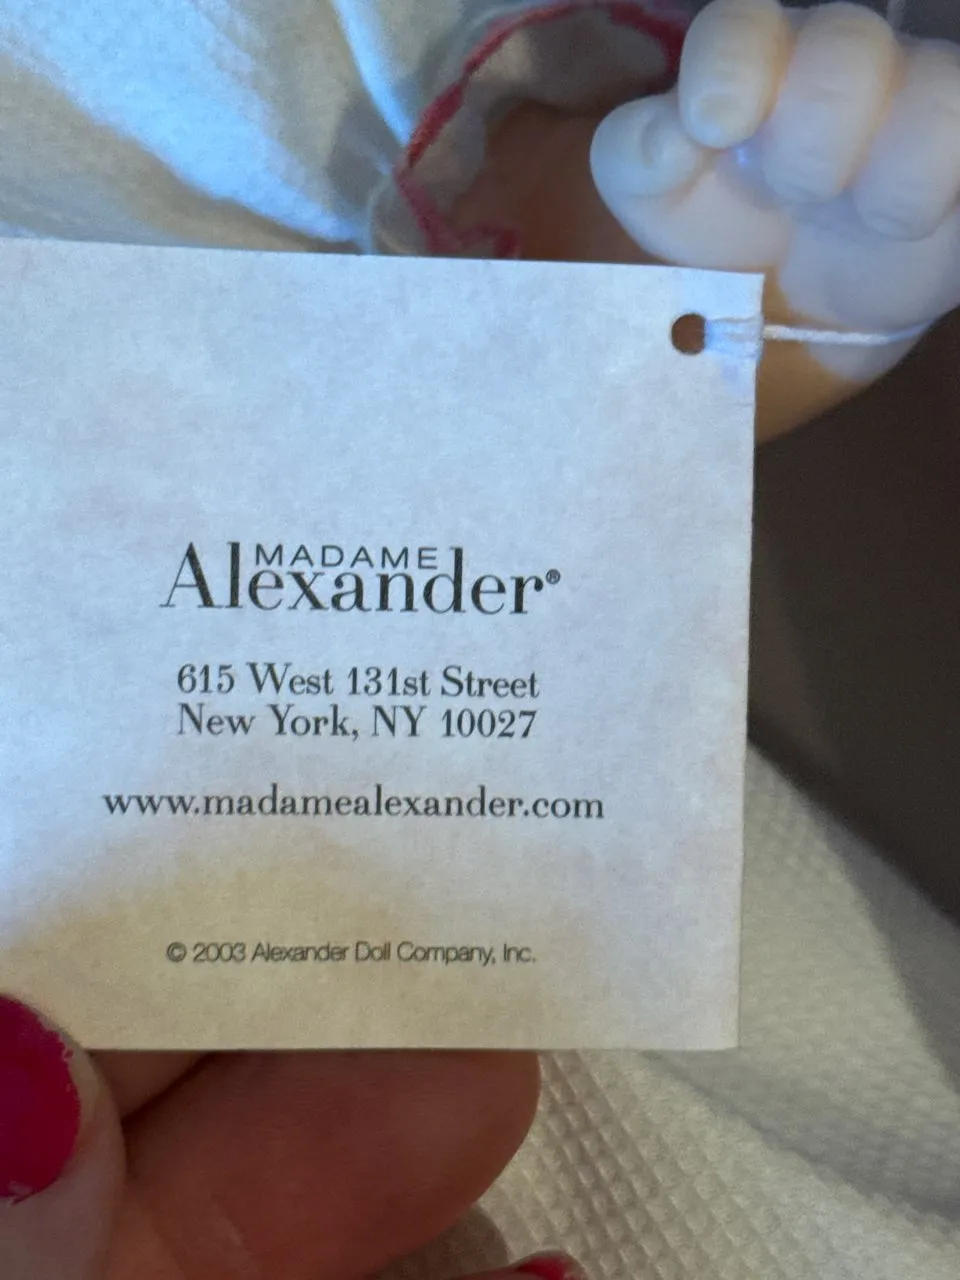 MADAME
Alexander®
615 West 131st Street
New York, NY 10027
www.madamealexander.com
© 2003 Alexander Doll Company, Inc.